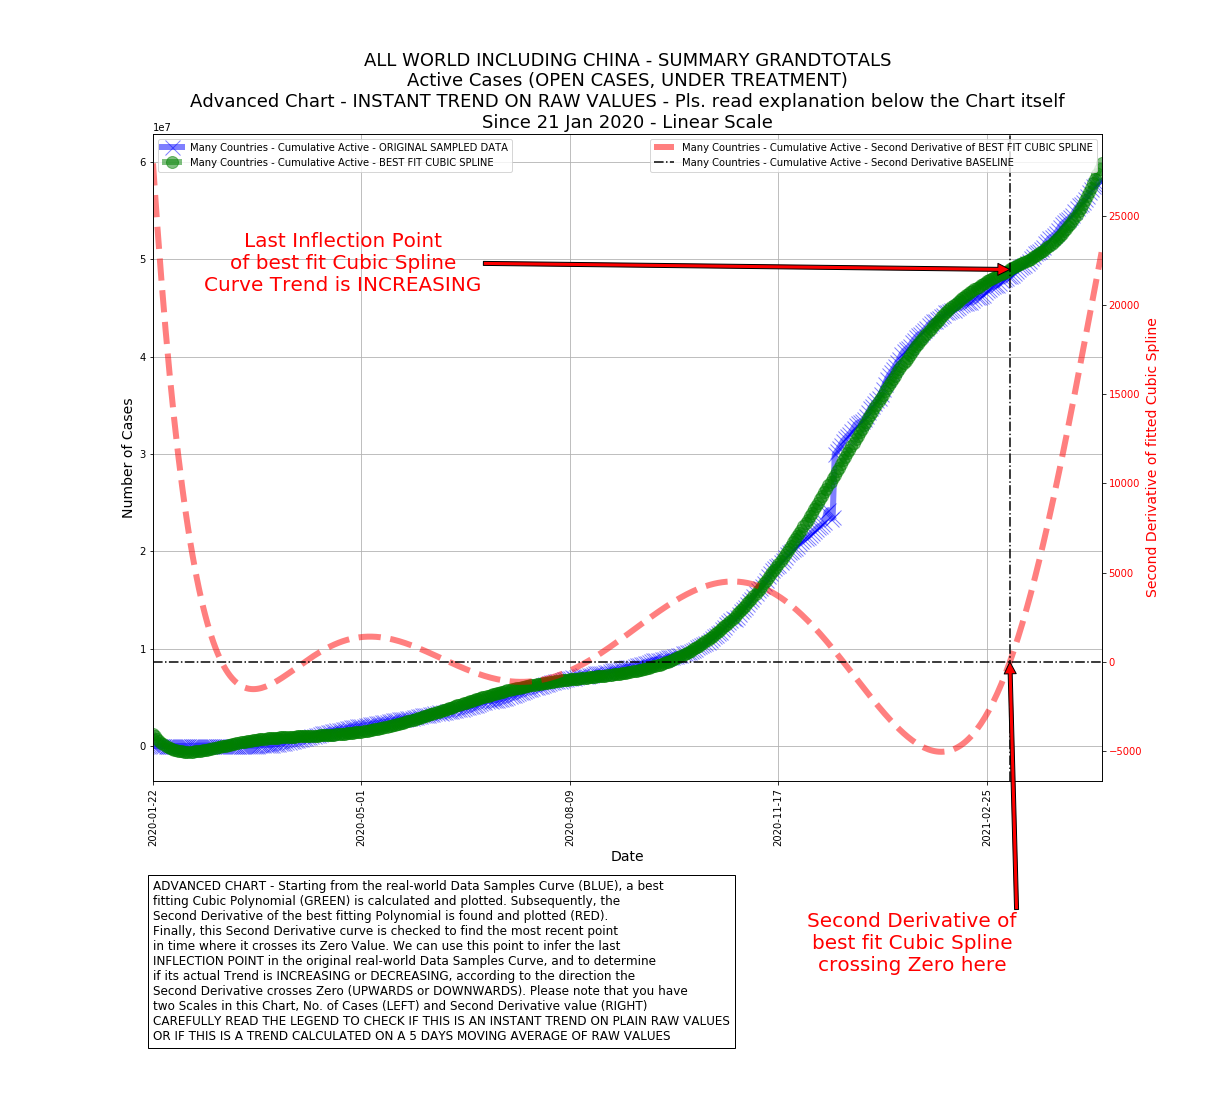 ALL WORLD INCLUDING CHINA - SUMMARY GRANDTOTALS
Active Cases (OPEN CASES, UNDER TREATMENT)
Advanced Chart - INSTANT TREND ON RAW VALUES - Pls. read explanation below the Chart itself
Since 21 Jan 2020 - Linear Scale
1e7
Many Countries - Cumulative Active - ORIGINAL SAMPLED DATA
Many Countries - Cumulative Active - BEST FIT CUBIC SPLINE
Many Countries - Cumulative Active - Second Derivative of BEST FIT CUBIC SPLINE
Many Countries - Cumulative Active - Second Derivative BASELINE
Last Inflection Point
of best fit Cubic Spline
Curve Trend is INCREASING
Number of Cases
6
5
4
3
2
1
0
25000
20000
15000
10000
5000
0
−5000
Second Derivative of fitted Cubic Spline
2020-01-22
2020-05-01
2020-08-09
2020-11-17
2021-02-25
Date
ADVANCED CHART - Starting from the real-world Data Samples Curve (BLUE), a best
fitting Cubic Polynomial (GREEN) is calculated and plotted. Subsequently, the
Second Derivative of the best fitting Polynomial is found and plotted (RED).
Finally, this Second Derivative curve is checked to find the most recent point
in time where it crosses its Zero Value. We can use this point to infer the last
INFLECTION POINT in the original real-world Data Samples Curve, and to determine
if its actual Trend is INCREASING or DECREASING, according to the direction the
Second Derivative crosses Zero (UPWARDS or DOWNWARDS). Please note that you have
two Scales in this Chart, No. of Cases (LEFT) and Second Derivative value (RIGHT)
CAREFULLY READ THE LEGEND TO CHECK IF THIS IS AN INSTANT TREND ON PLAIN RAW VALUES
OR IF THIS IS A TREND CALCULATED ON A 5 DAYS MOVING AVERAGE OF RAW VALUES
Second Derivative of
best fit Cubic Spline
crossing Zero here